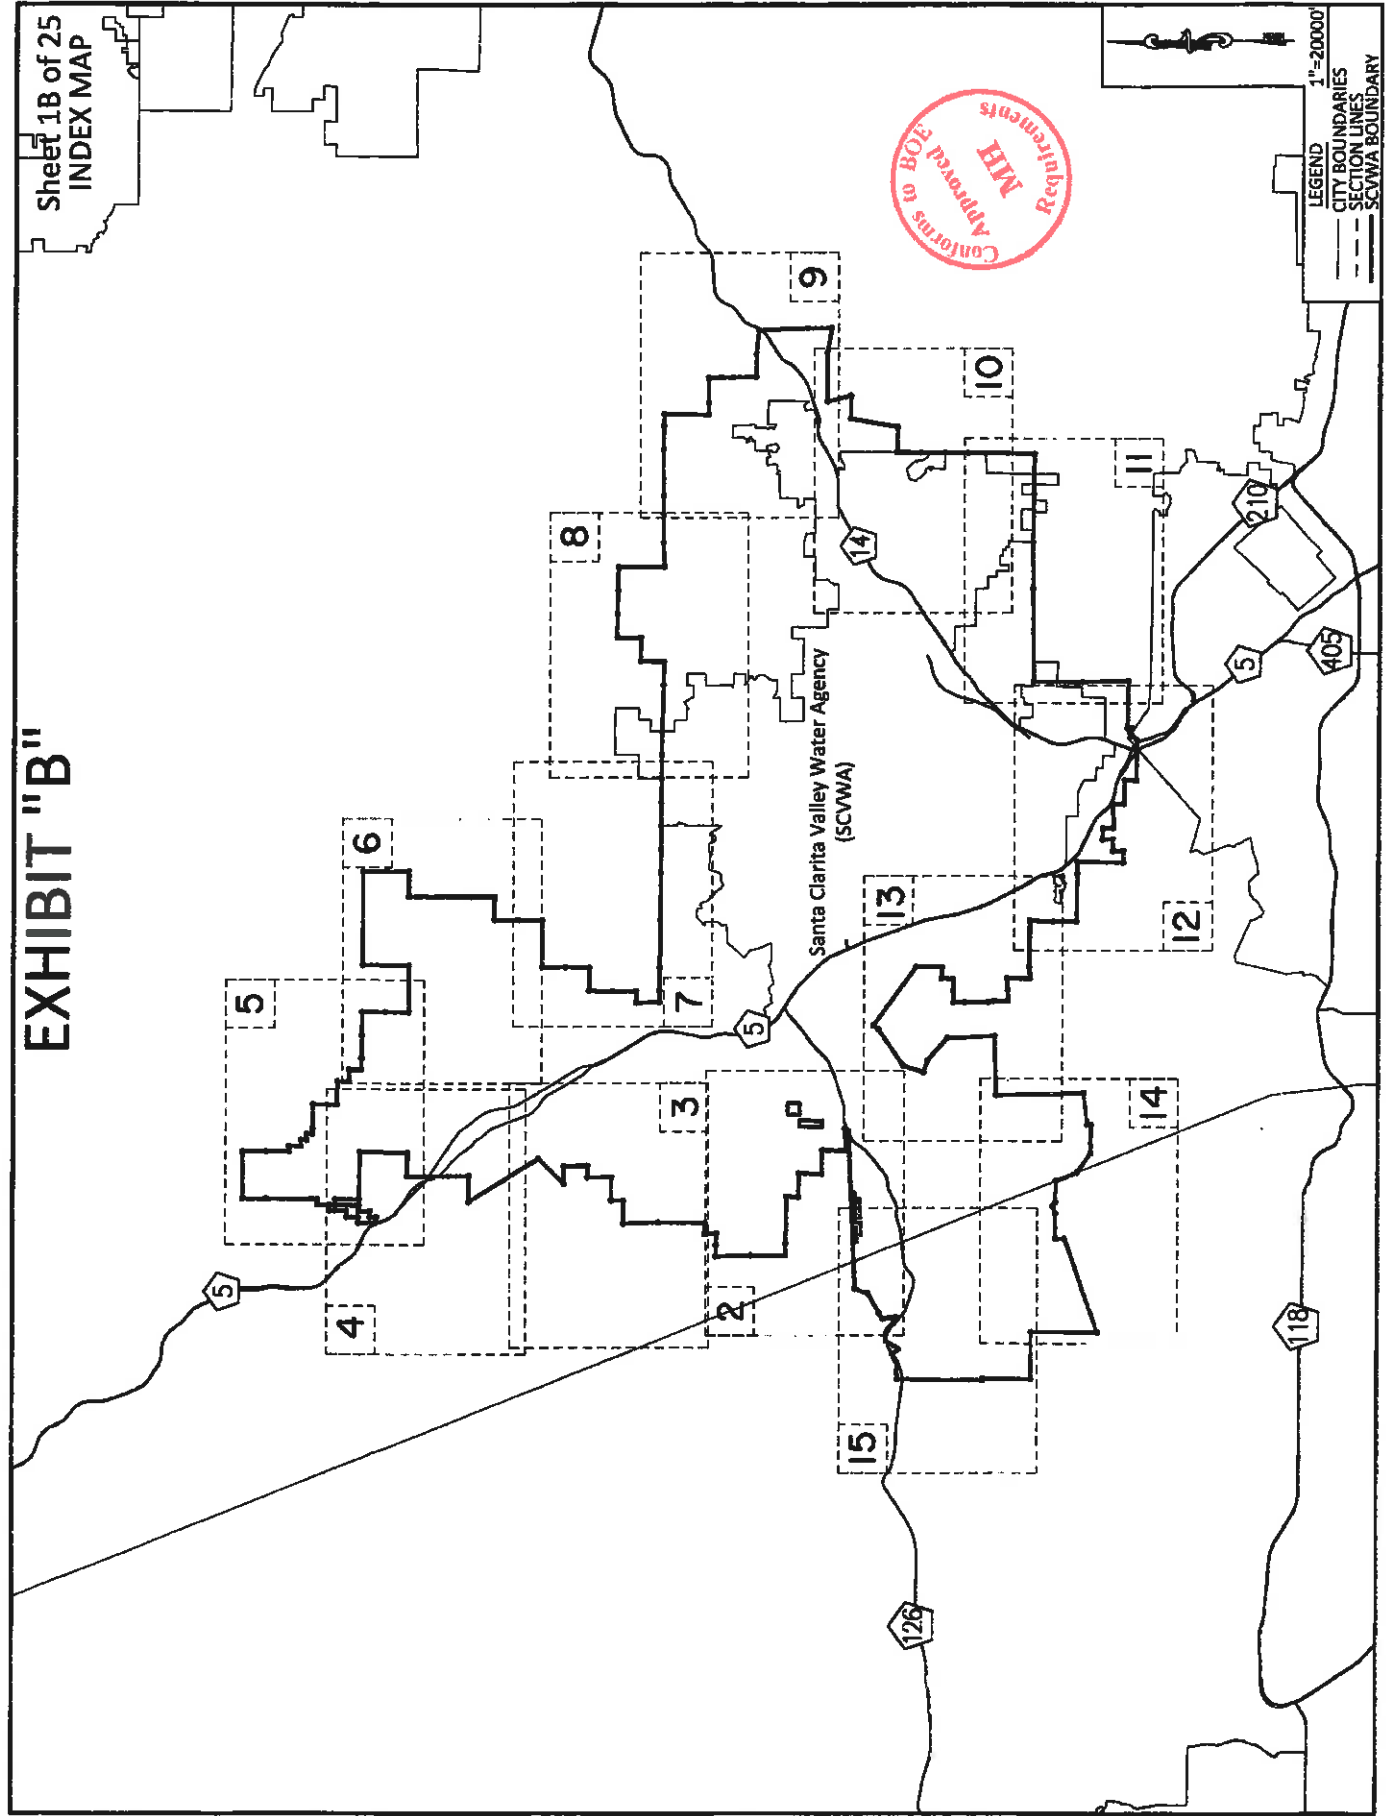 EXHIBIT "B"
Sheet 1B of 25
INDEX MAP
5
4
5
6
3
2
5
7
8
9
Santa Clarita Valley Water Agency
(SCVWA)
14
10
13
11
15
14
12
126
5
210
405
118
Conforms to BOE
Approved
MH
Requirements
LEGEND 1"=20000'
CITY BOUNDARIES
SECTION LINES
SCVWA BOUNDARY